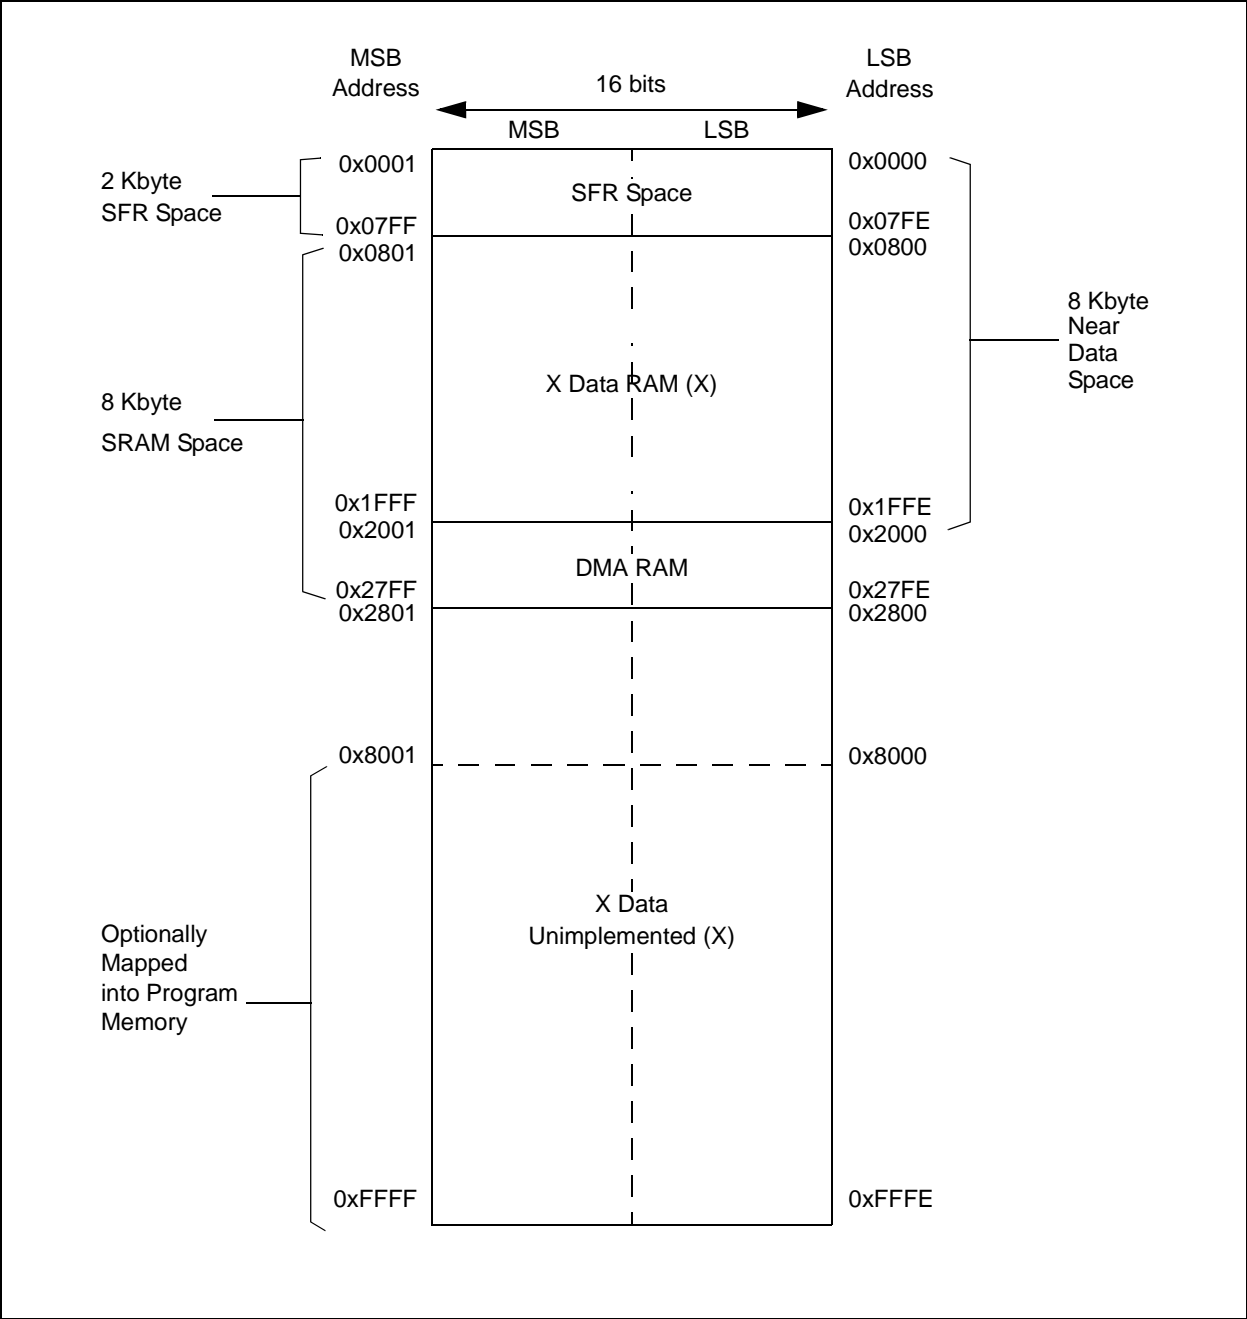 MSB
Address
16 bits
LSB
Address
MSB
LSB
2 Kbyte
SFR Space
0x0001
0x07FF
0x0801
SFR Space
0x0000
0x07FE
0x0800
8 Kbyte
Near
Data
Space
8 Kbyte
SRAM Space
X Data RAM (X)
0x1FFF
0x2001
0x1FFE
0x2000
DMA RAM
0x27FF
0x2801
0x27FE
0x2800
0x8001
0x8000
X Data
Unimplemented (X)
Optionally
Mapped
into Program
Memory
0xFFFF
0xFFFE